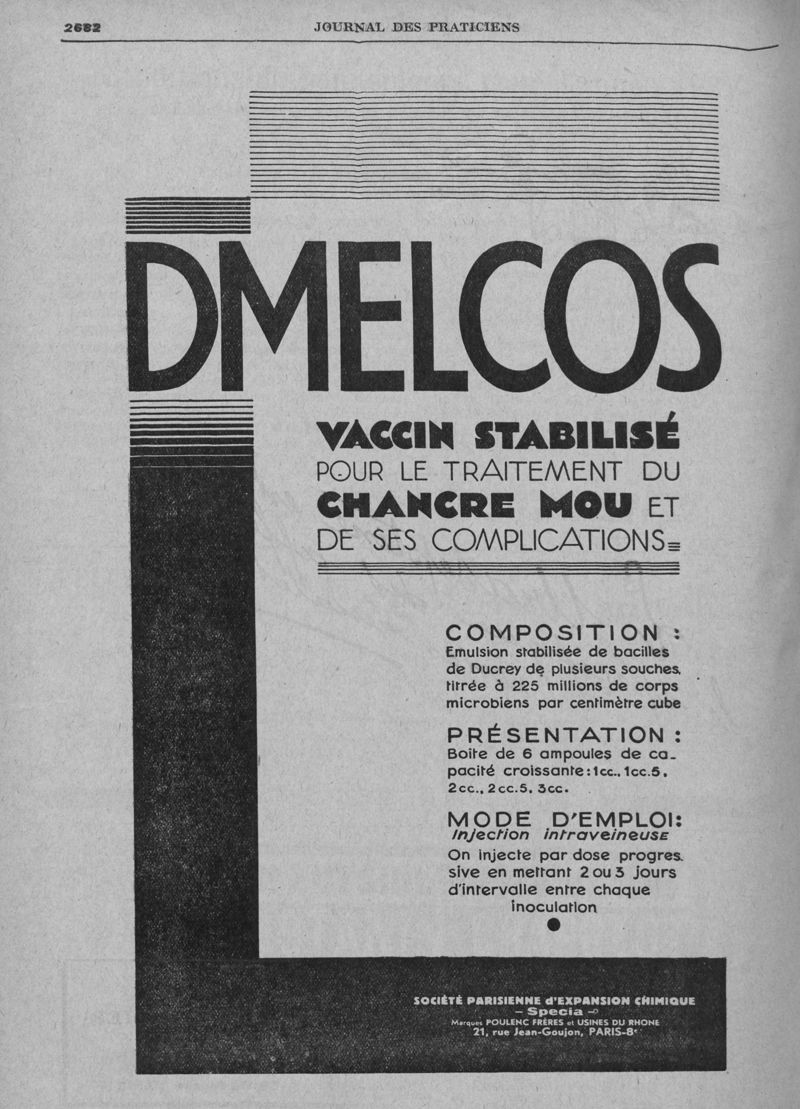 2682
JOURNAL DES PRATICIENS
DMELCOS
VACCIN STABILISÉ
POUR LE TRAITEMENT DU
CHANCRE MOU ET
DE SES COMPLICATIONS
COMPOSITION :
Emulsion stabilisée de bacilles
de Ducrey de plusieurs souches,
titrée à 225 millions de corps
microbiens par centimètre cube
PRÉSENTATION :
Boite de 6 ampoules de ca-
pacité croissante : 1cc., 1cc.5,
2cc., 2cc.5, 3cc.
MODE D'EMPLOI:
Injection intraveineuse
On injecte par dose progres-
sive en mettant 2 ou 3 jours
d'intervalle entre chaque
inoculation
SOCIÉTÉ PARISIENNE d'EXPANSION CHIMIQUE
- Specia -
Marques POULENC FRÈRES et USINES DU RHONE
21, rue Jean-Goujon, PARIS-8e